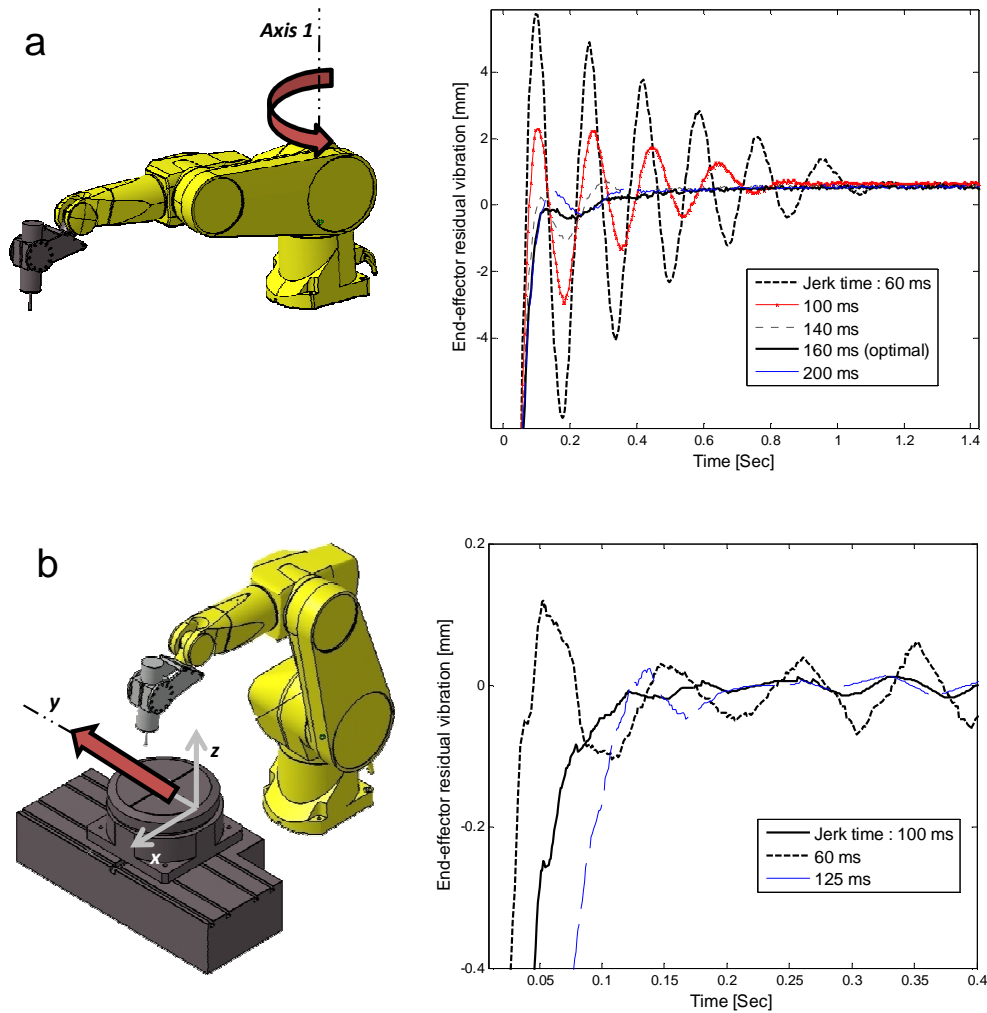 a
Axis 1
End-effector residual vibration [mm]
4
2
0
-2
-4
Jerk time : 60 ms
100 ms
140 ms
160 ms (optimal)
200 ms
0 0.2 0.4 0.6 0.8 1 1.2 1.4
Time [Sec]
b
y
z
x
End-effector residual vibration [mm]
0.2
0
-0.2
-0.4
Jerk time : 100 ms
60 ms
125 ms
0.05 0.1 0.15 0.2 0.25 0.3 0.35 0.4
Time [Sec]